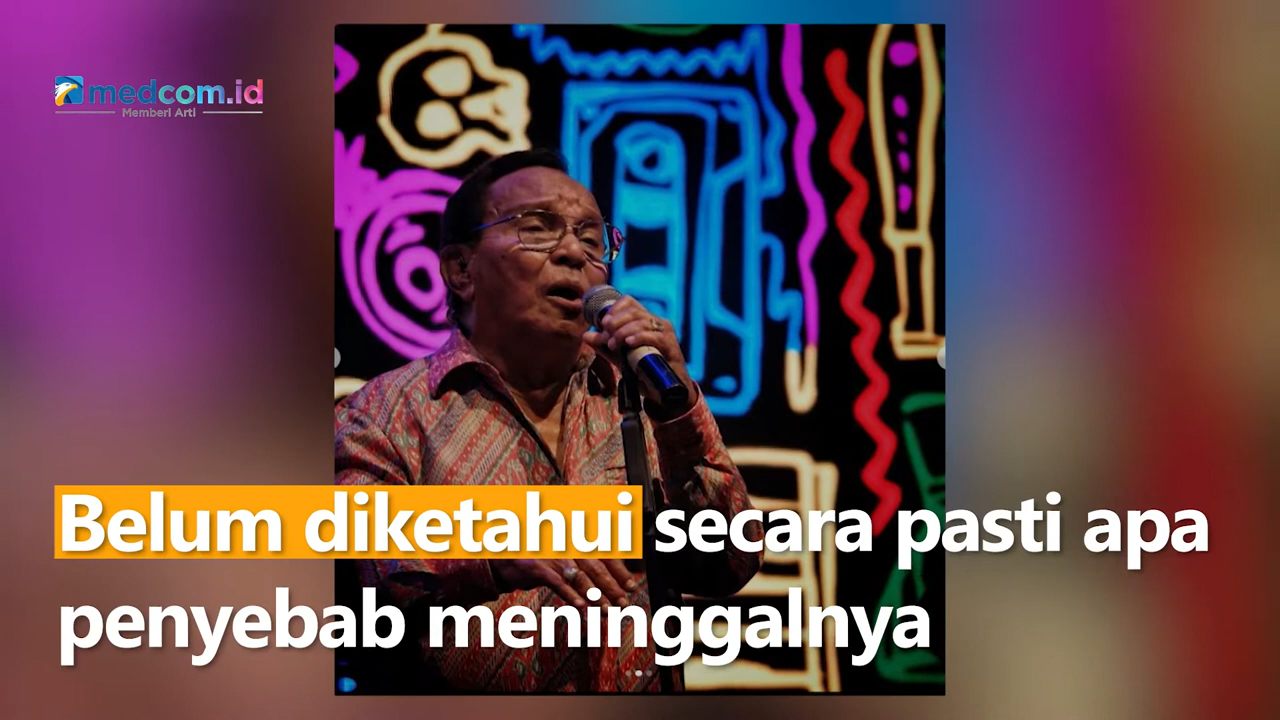 medcom.id
Memberi Arti
Belum diketahui secara pasti apa
penyebab meninggalnya